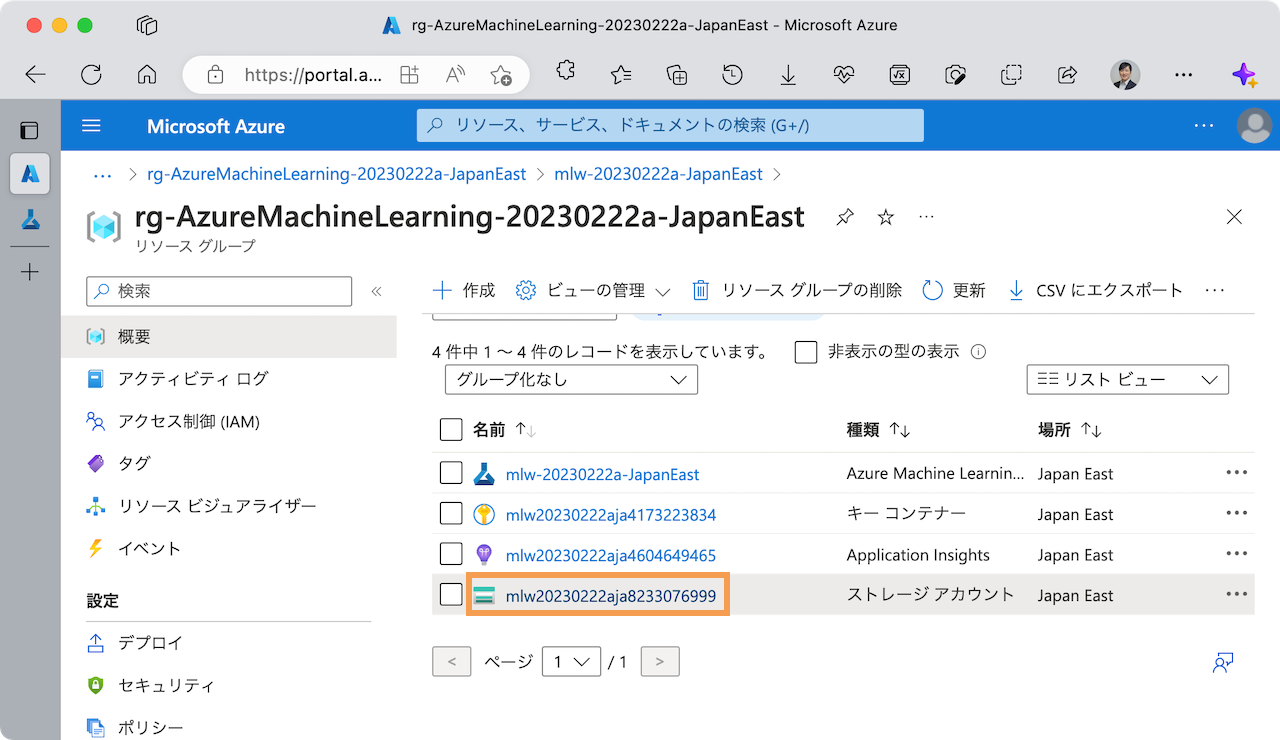 rg-AzureMachineLearning-20230222a-JapanEast - Microsoft Azure
https://portal.a...
Microsoft Azure
リソース、サービス、ドキュメントの検索 (G+/)
rg-AzureMachineLearning-20230222a-JapanEast
mlw-20230222a-JapanEast
rg-AzureMachineLearning-20230222a-JapanEast
リソース グループ
検索
作成 ビューの管理 リソース グループの削除 更新 CSV にエクスポート
概要
アクティビティ ログ
アクセス制御 (IAM)
タグ
リソース ビジュアライザー
イベント
設定
デプロイ
セキュリティ
ポリシー
4 件中 1 ～ 4 件のレコードを表示しています。 非表示の型の表示
グループ化なし リスト ビュー
名前 種類 場所
mlw-20230222a-JapanEast Azure Machine Learnin... Japan East
mlw20230222aja4173223834 キー コンテナー Japan East
mlw20230222aja4604649465 Application Insights Japan East
mlw20230222aja8233076999 ストレージ アカウント Japan East
< ページ 1 / 1 >